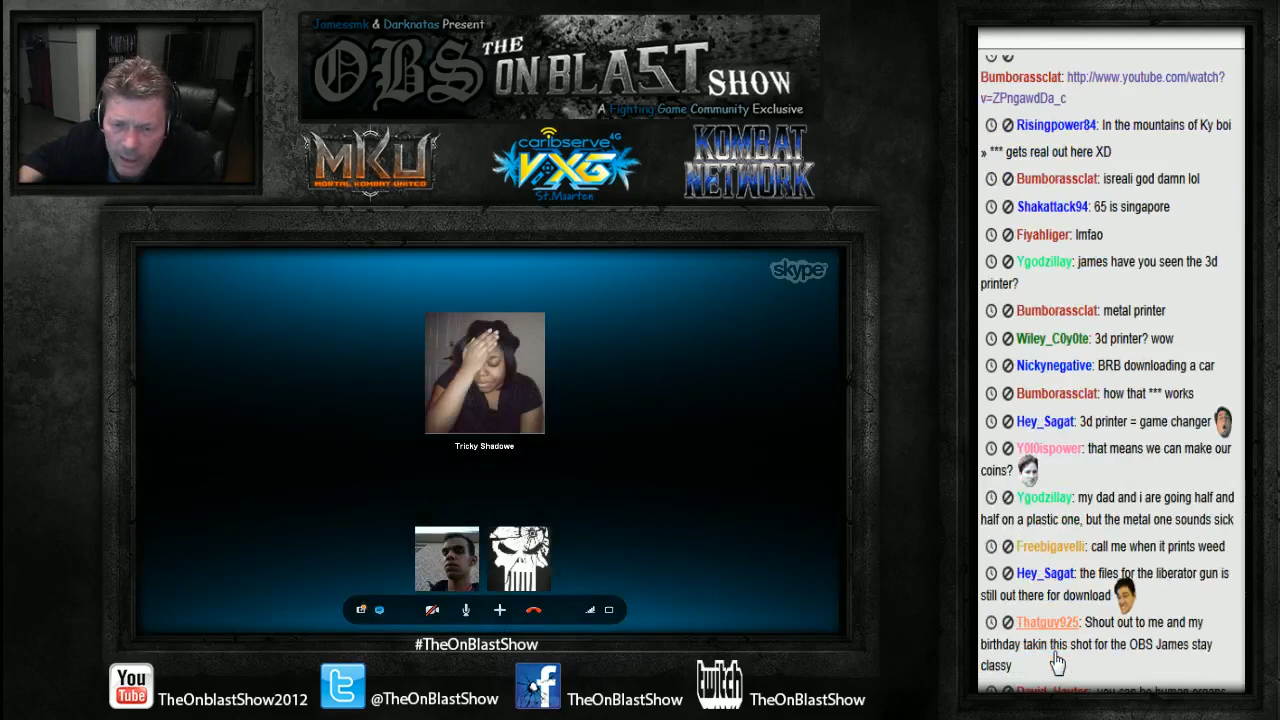 Jamessmk & Darknatas Present
OBS THE ON BLAST SHOW
A Fighting Game Community Exclusive
MKU
MORTAL KOMBAT UNITED
caribserve 4G
VXG
St.Maarten
KOMBAT
NETWORK
skype
Tricky Shadowe
#TheOnBlastShow
You
Tube
TheOnblastShow2012
@TheOnBlastShow
TheOnBlastShow
twitch
TheOnBlastShow
Bumborassclat: http://www.youtube.com/watch?
v=ZPngawdDa_c
Risingpower84: In the mountains of Ky boi
» *** gets real out here XD
Bumborassclat: isreali god damn lol
Shakattack94: 65 is singapore
Fiyahliger: lmfao
Ygodzillay: james have you seen the 3d
printer?
Bumborassclat: metal printer
Wiley_C0y0te: 3d printer? wow
Nickynegative: BRB downloading a car
Bumborassclat: how that *** works
Hey_Sagat: 3d printer = game changer
Y0l0ispower: that means we can make our
coins?
Ygodzillay: my dad and i are going half and
half on a plastic one, but the metal one sounds sick
Freebigavelli: call me when it prints weed
Hey_Sagat: the files for the liberator gun is
still out there for download
Thatguy925: Shout out to me and my
birthday takin this shot for the OBS James stay
classy